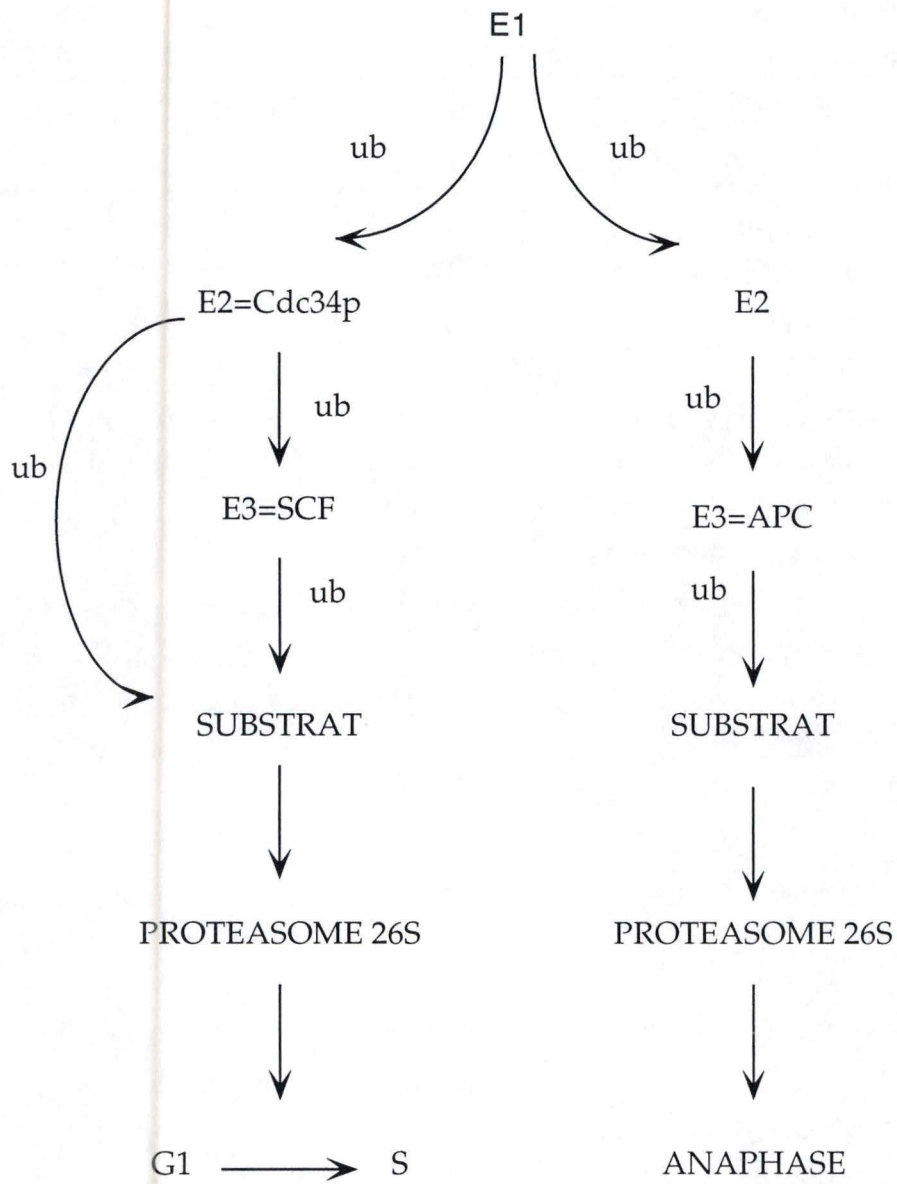 E1
ub ub
E2=Cdc34p E2
ub ub
ub
E3=SCF E3=APC
ub ub
SUBSTRAT SUBSTRAT
PROTEASOME 26S PROTEASOME 26S
G1 S ANAPHASE